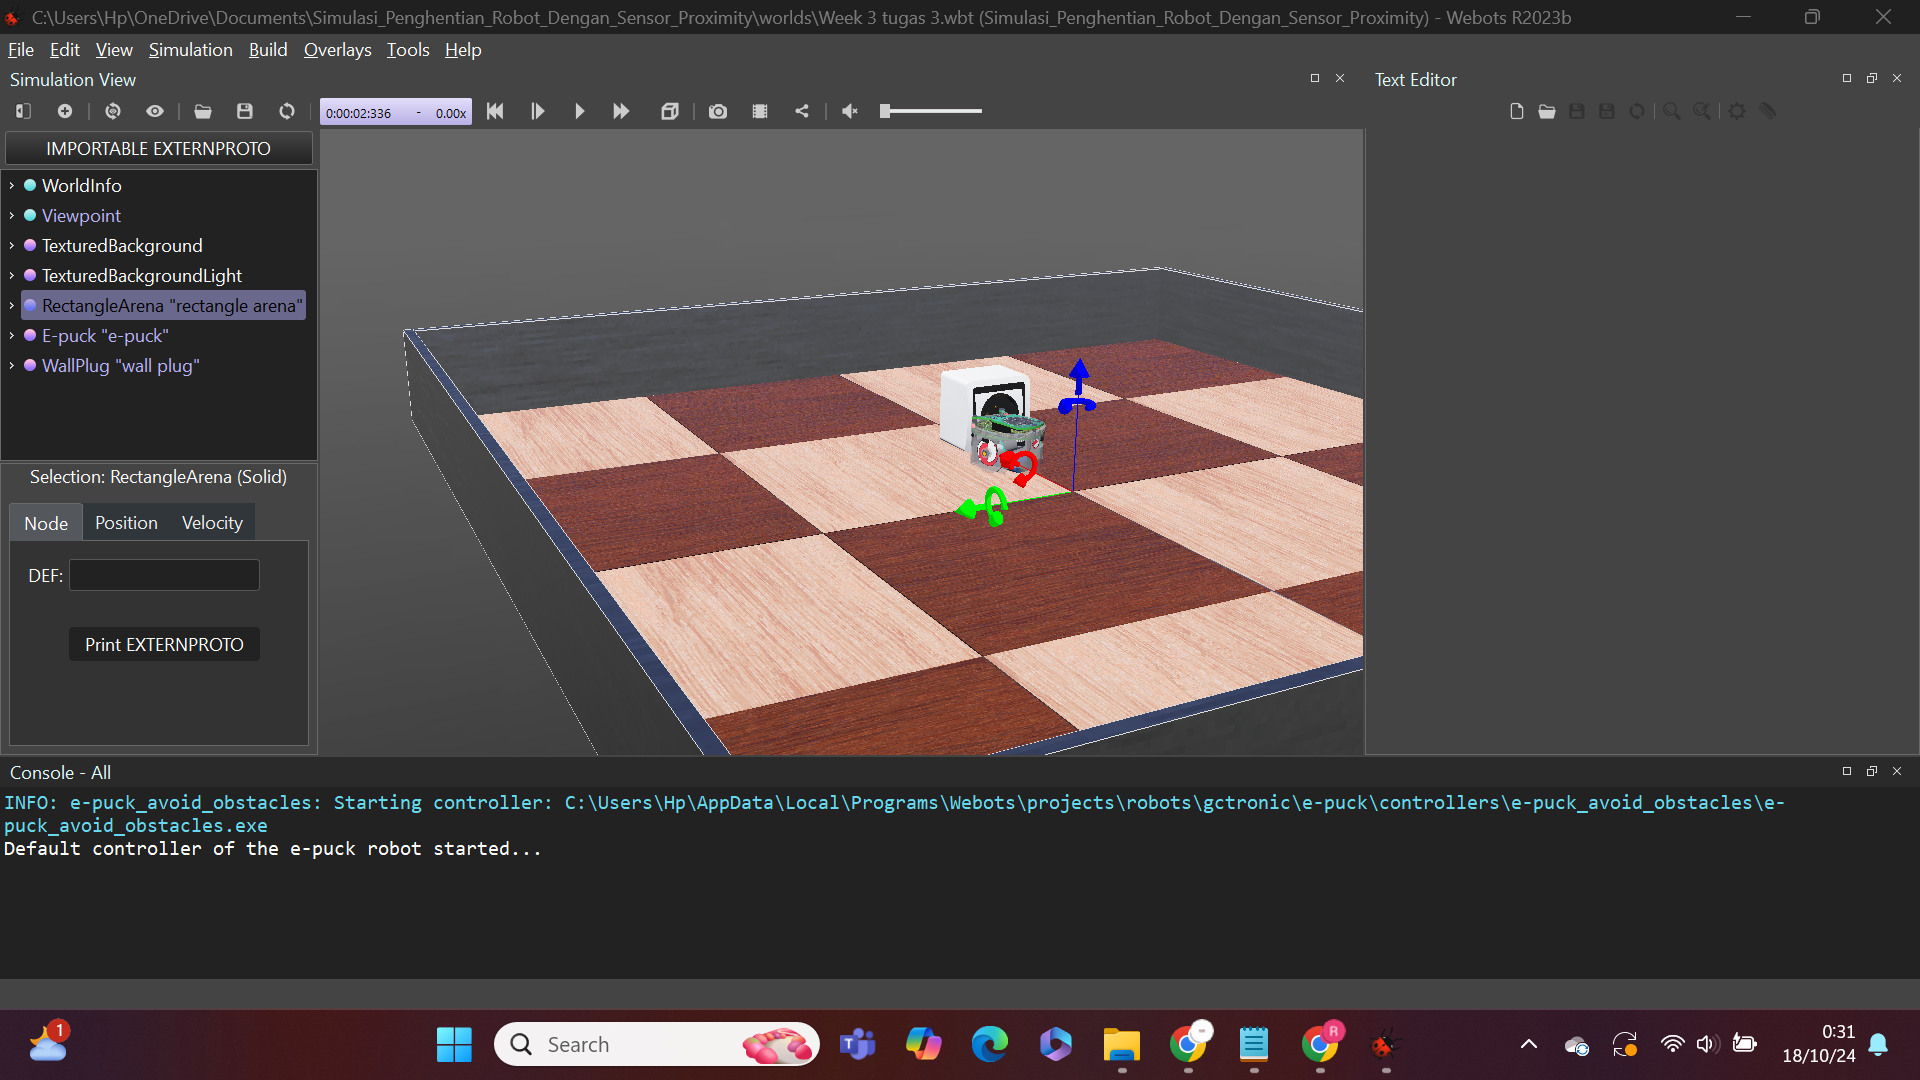 C:\Users\Hp\OneDrive\Documents\Simulasi_Penghentian_Robot_Dengan_Sensor_Proximity\worlds\Week 3 tugas 3.wbt (Simulasi_Penghentian_Robot_Dengan_Sensor_Proximity) - Webots R2023b
File Edit View Simulation Build Overlays Tools Help
Simulation View
Text Editor
0:00:02:336 - 0.00x
IMPORTABLE EXTERNPROTO
WorldInfo
Viewpoint
TexturedBackground
TexturedBackgroundLight
RectangleArena "rectangle arena"
E-puck "e-puck"
WallPlug "wall plug"
Selection: RectangleArena (Solid)
Node Position Velocity
DEF:
Print EXTERNPROTO
Console - All
INFO: e-puck_avoid_obstacles: Starting controller: C:\Users\Hp\AppData\Local\Programs\Webots\projects\robots\gctronic\e-puck\controllers\e-puck_avoid_obstacles\e-
puck_avoid_obstacles.exe
Default controller of the e-puck robot started...
1
Search
R
0:31
18/10/24